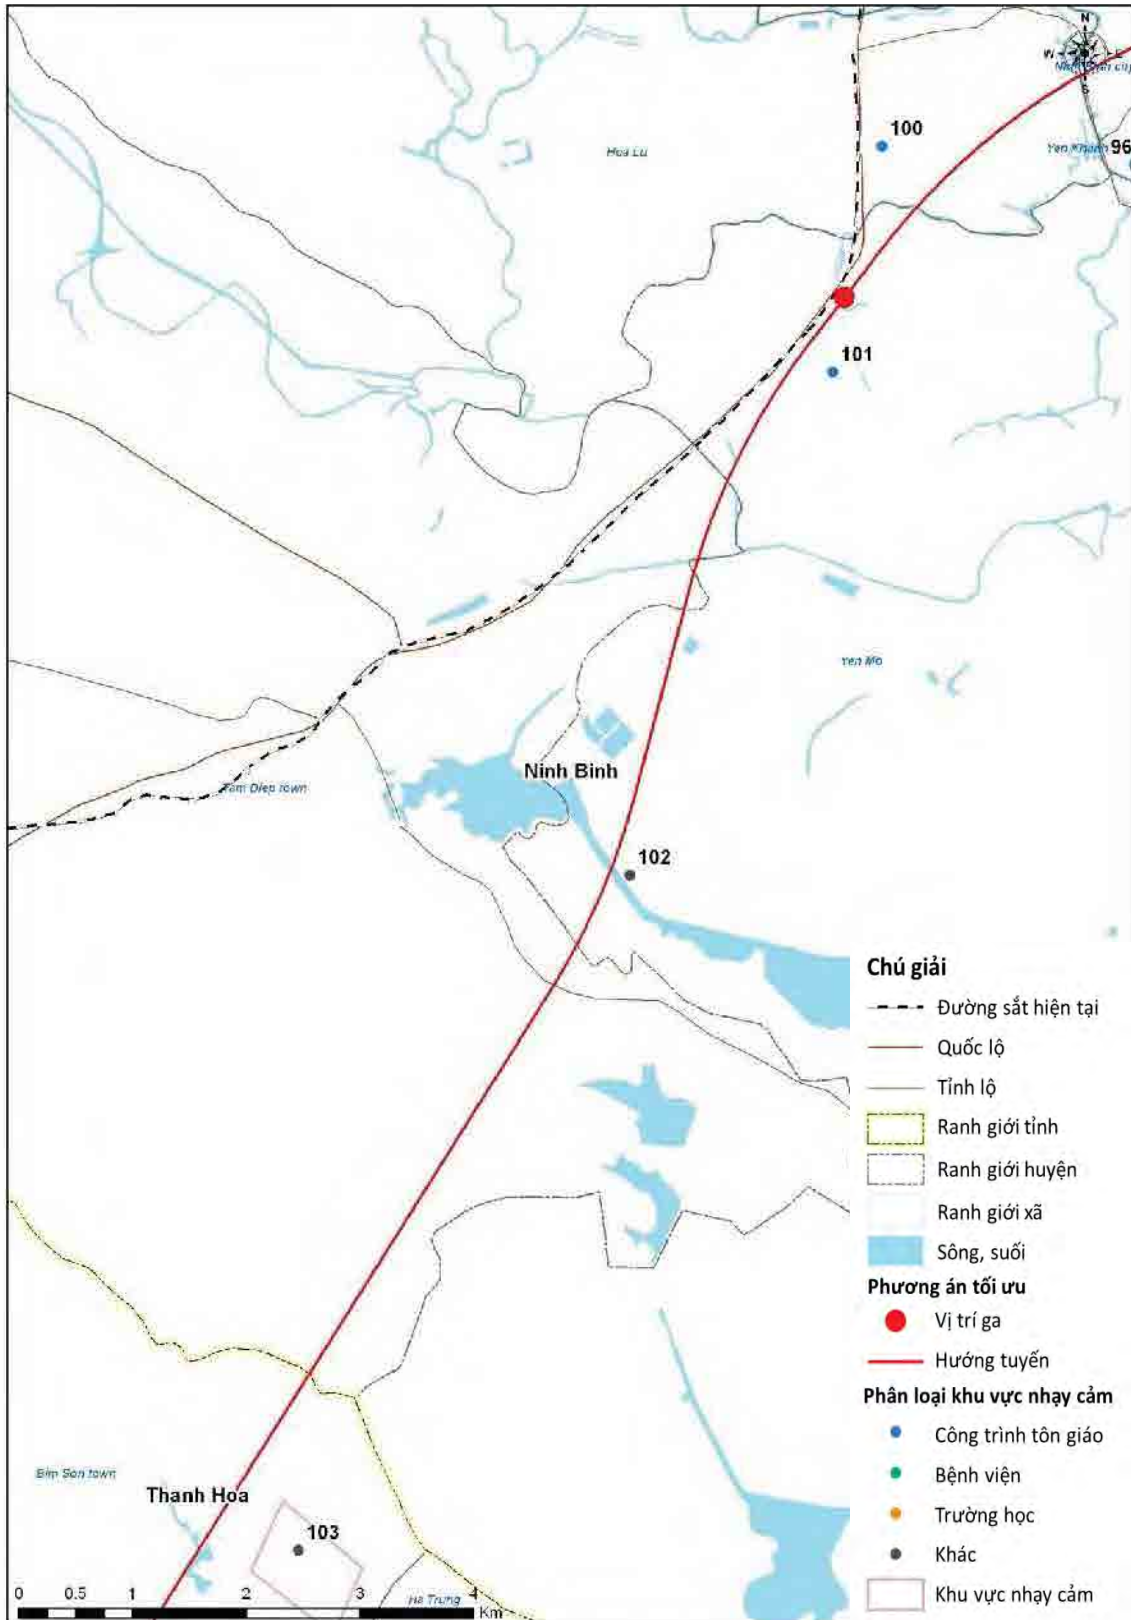 N
W
E
S
Yen Khanh
96
100
Hoa Lu
101
Yen Mo
Ninh Binh
Tam Diep town
102
Bim Son town
Thanh Hoa
103
Ha Trung
0 0.5 1 2 3 4
Km
Chú giải
Đường sắt hiện tại
Quốc lộ
Tỉnh lộ
Ranh giới tỉnh
Ranh giới huyện
Ranh giới xã
Sông, suối
Phương án tối ưu
Vị trí ga
Hướng tuyến
Phân loại khu vực nhạy cảm
Công trình tôn giáo
Bệnh viện
Trường học
Khác
Khu vực nhạy cảm